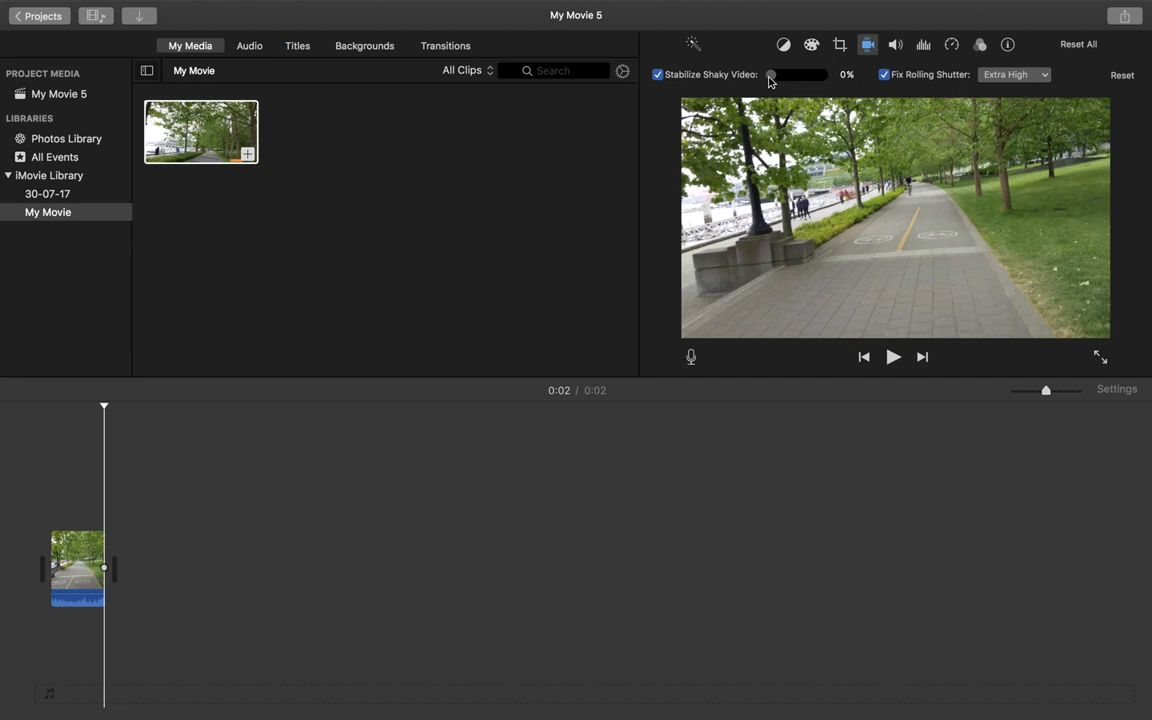 Projects
My Movie 5
My Media Audio Titles Backgrounds Transitions
Reset All
PROJECT MEDIA
My Movie 5
LIBRARIES
Photos Library
All Events
iMovie Library
30-07-17
My Movie
My Movie
All Clips
Search
Stabilize Shaky Video: 0% Fix Rolling Shutter: Extra High Reset
0:02 / 0:02
Settings